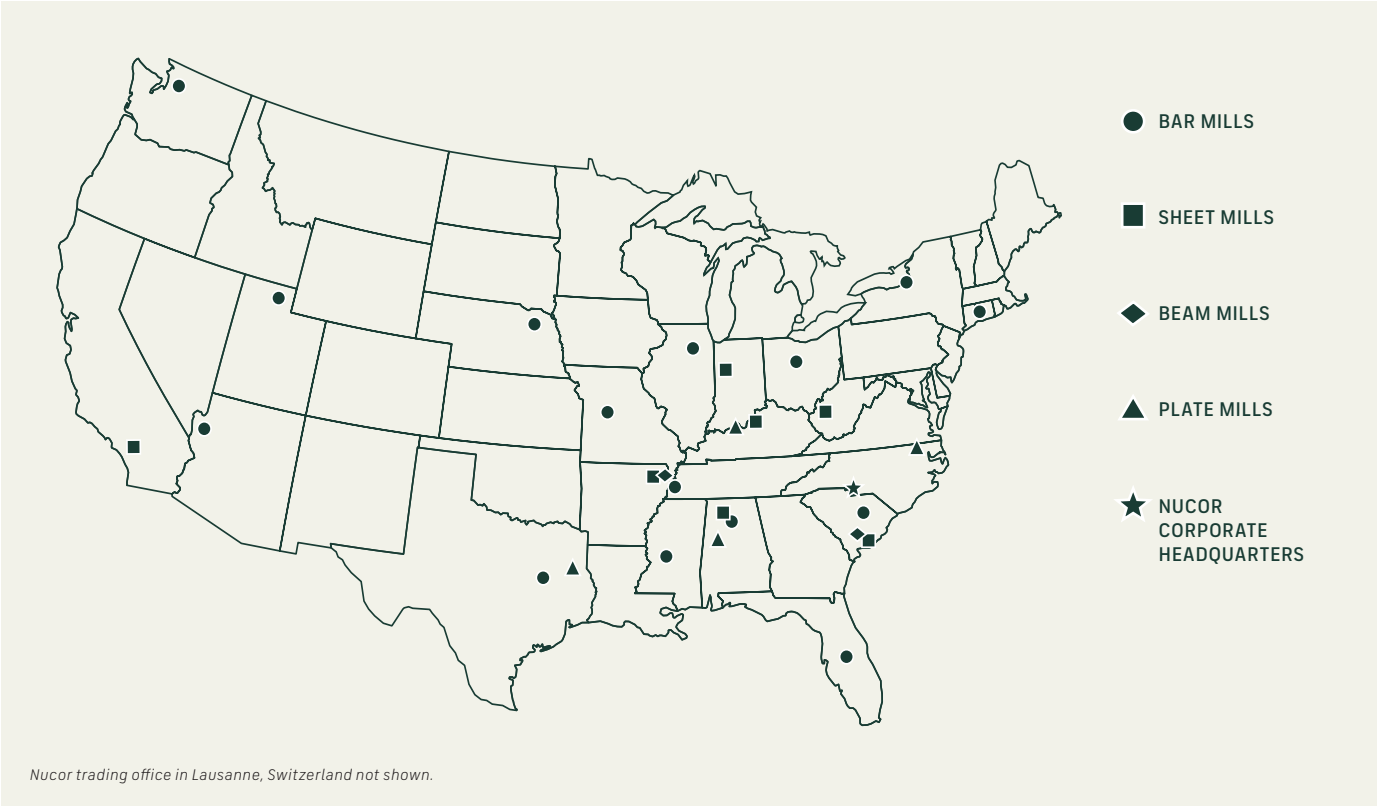 BAR MILLS
SHEET MILLS
BEAM MILLS
PLATE MILLS
NUCOR
CORPORATE
HEADQUARTERS
Nucor trading office in Lausanne, Switzerland not shown.